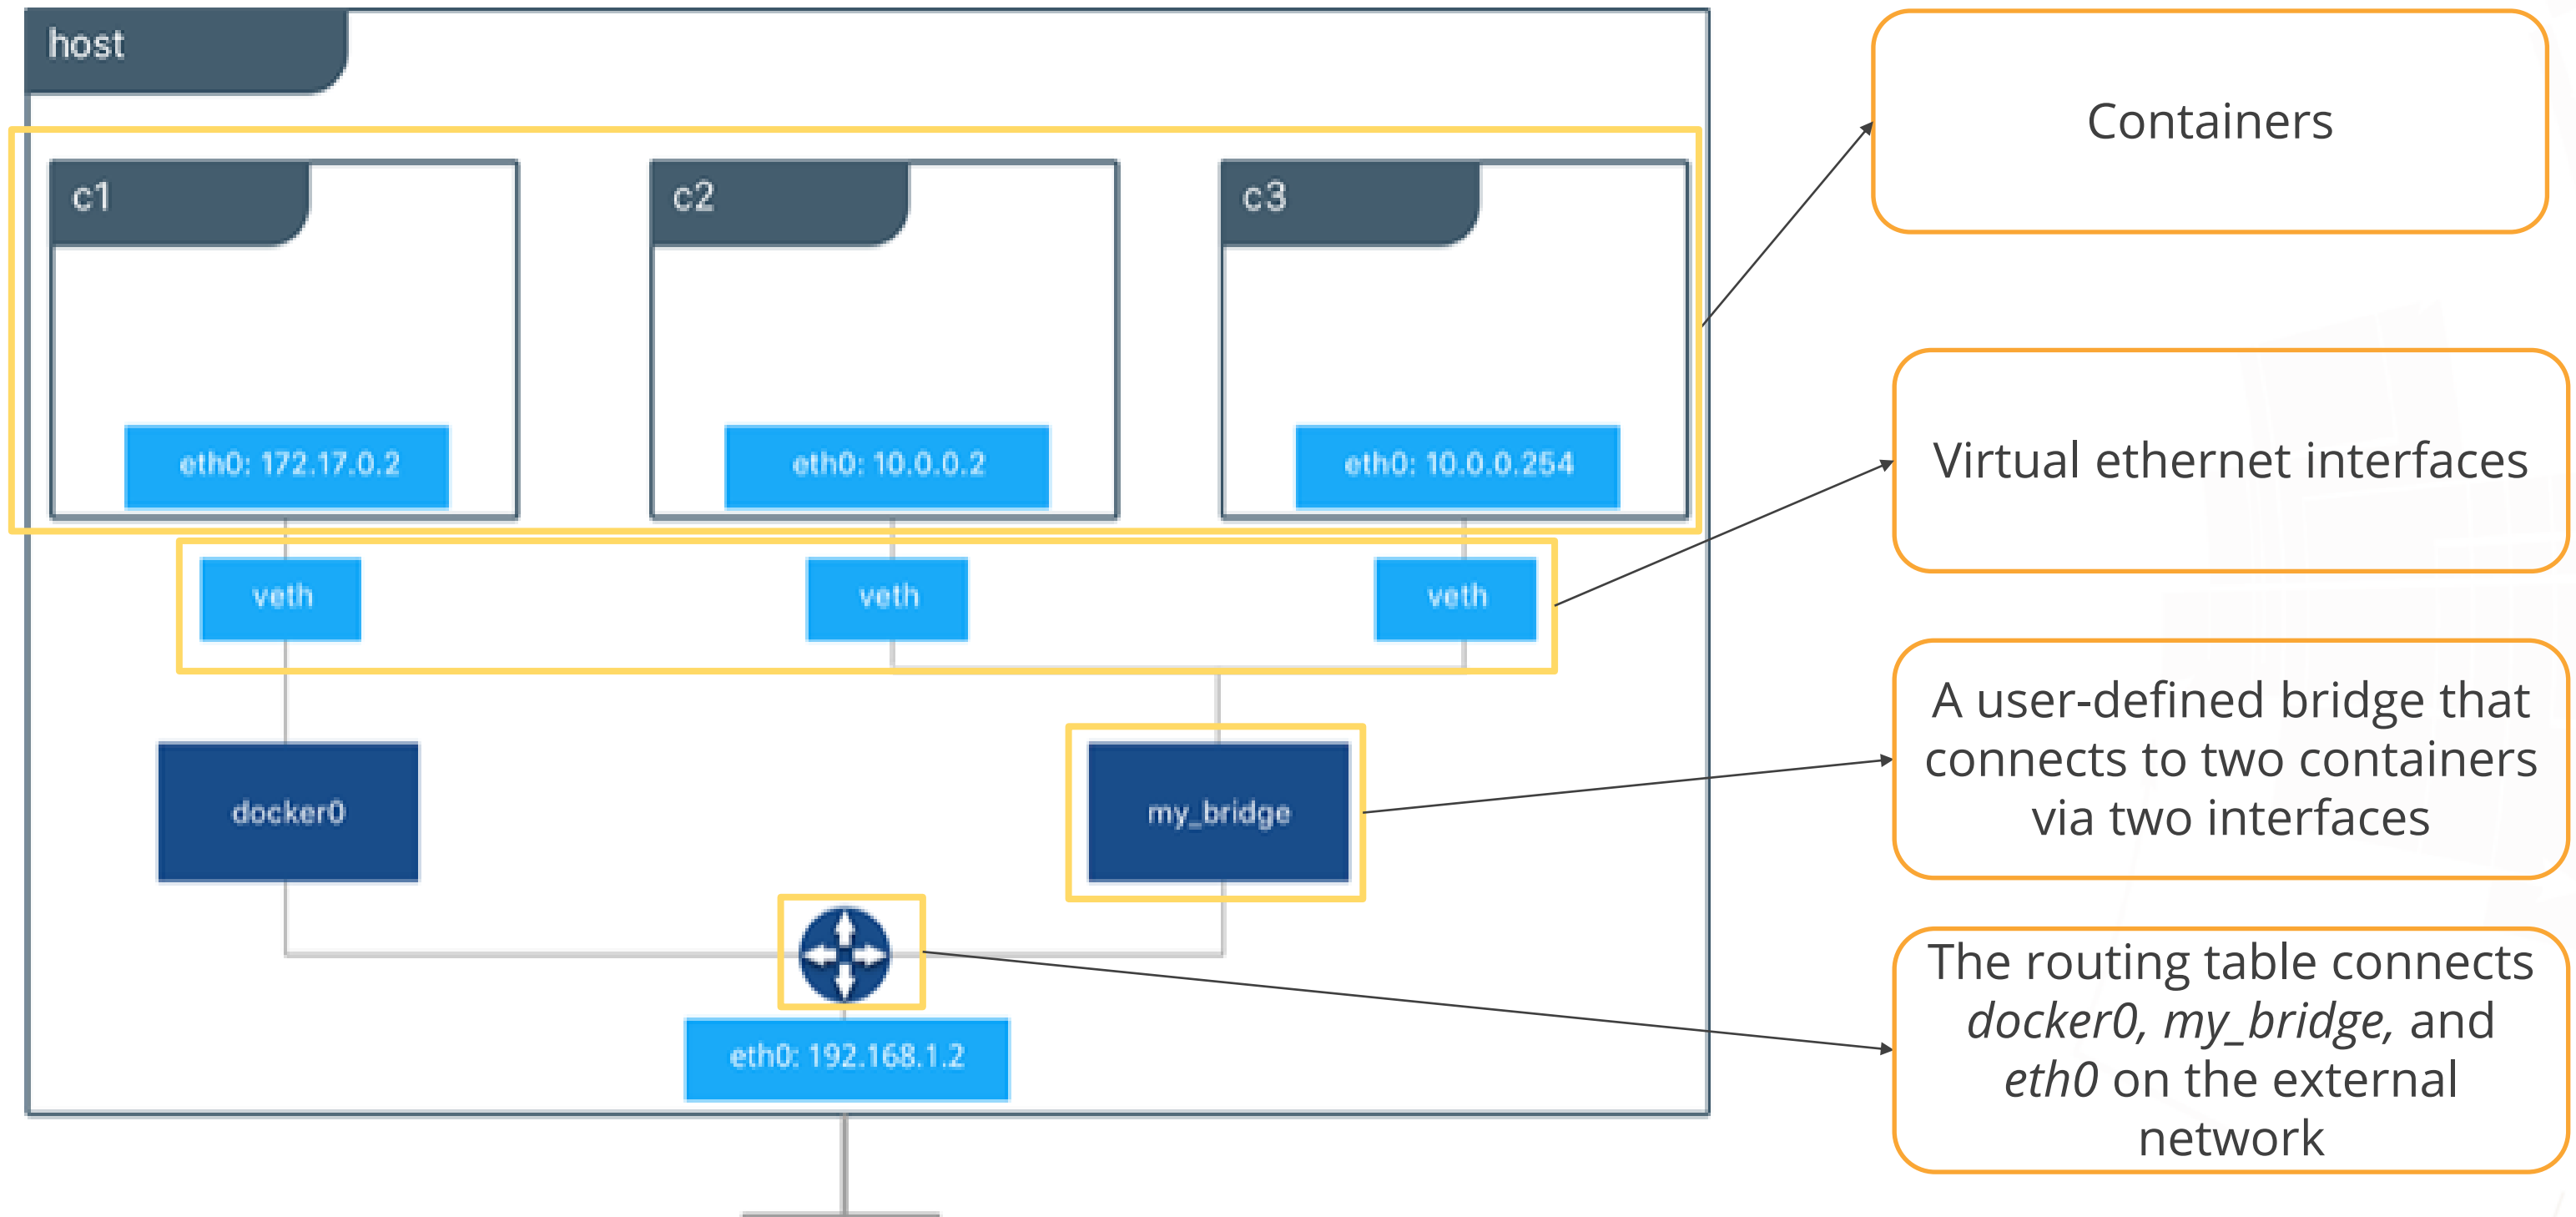 host
Containers
c1
c2
c3
eth0: 172.17.0.2
eth0: 10.0.0.2
eth0: 10.0.0.254
Virtual ethernet interfaces
veth
veth
veth
A user-defined bridge that
connects to two containers
via two interfaces
docker0
my_bridge
The routing table connects
docker0, my_bridge, and
eth0 on the external
network
eth0: 192.168.1.2